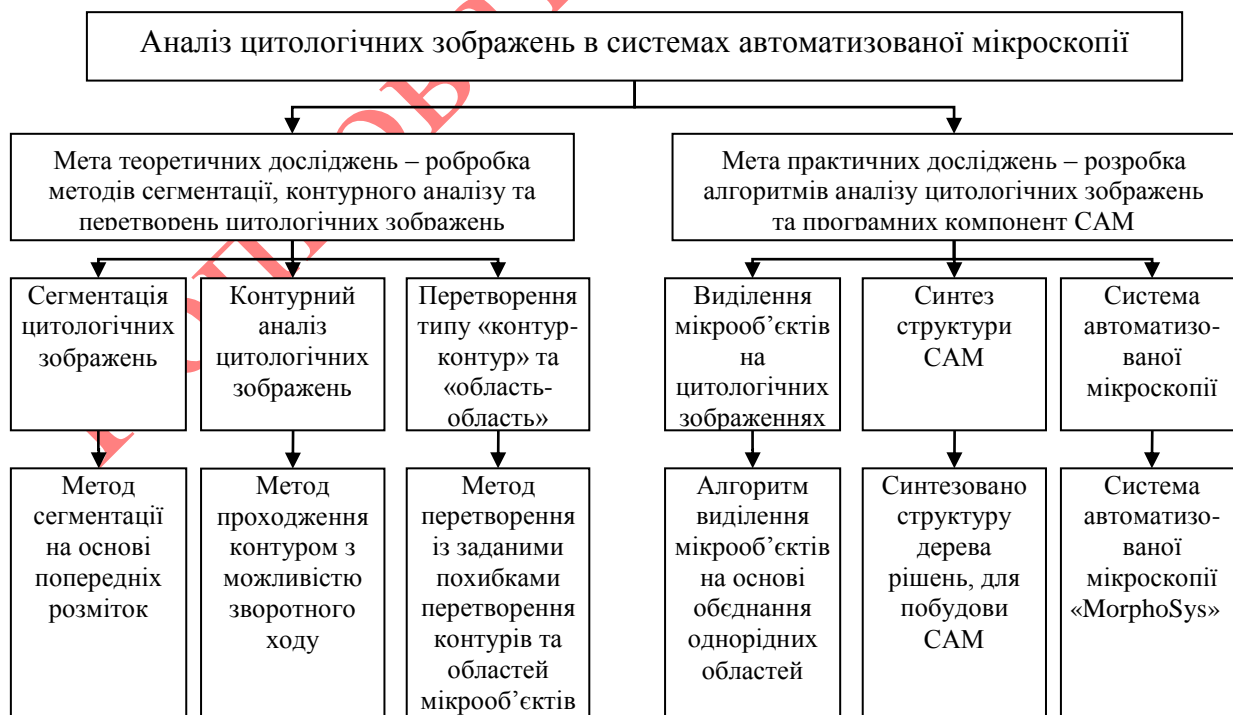 Аналіз цитологічних зображень в системах автоматизованої мікроскопії
Мета теоретичних досліджень – робробка
методів сегментації, контурного аналізу та
перетворень цитологічних зображень
Мета практичних досліджень – розробка
алгоритмів аналізу цитологічних зображень
та програмних компонент САМ
Сегментація
цитологічних
зображень
Контурний
аналіз
цитологічних
зображень
Перетворення
типу «контур-
контур» та
«область-
область»
Виділення
мікрооб’єктів
на
цитологічних
зображеннях
Синтез
структури
САМ
Система
автоматизо-
ваної
мікроскопії
Метод
сегментації
на основі
попередніх
розміток
Метод
проходження
контуром з
можливістю
зворотного
ходу
Метод
перетворення
із заданими
похибками
перетворення
контурів та
областей
мікрооб’єктів
Алгоритм
виділення
мікрооб’єктів
на основі
обєднання
однорідних
областей
Синтезовано
структуру
дерева
рішень, для
побудови
САМ
Система
автоматизо-
ваної
мікроскопії
«MorphoSys»